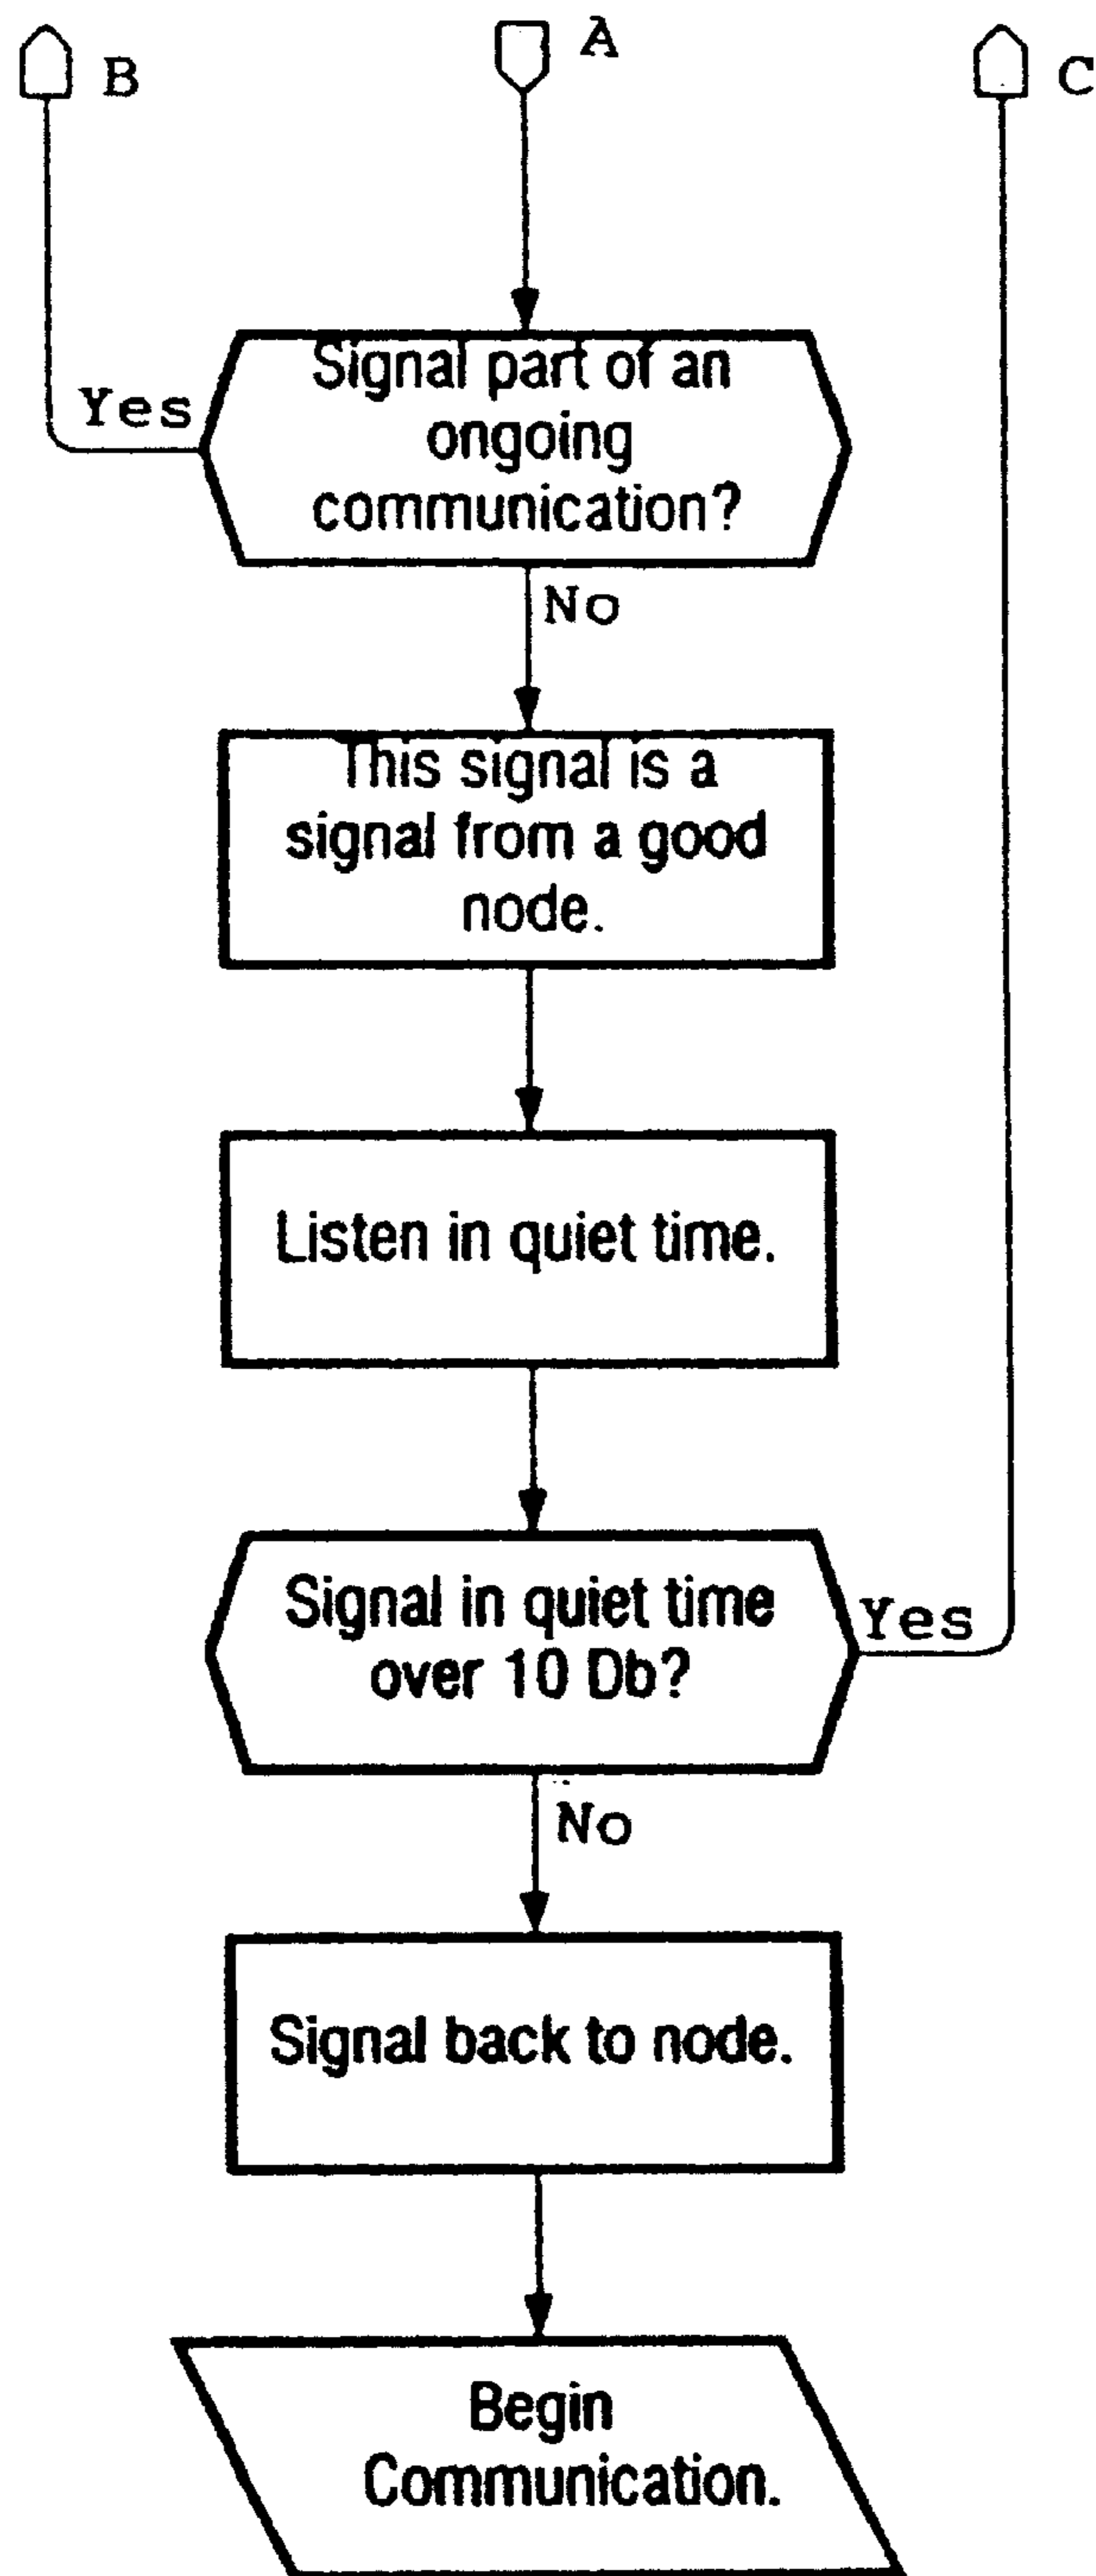 B
A
C
Signal part of an
ongoing
communication?
Yes
No
This signal is a
signal from a good
node.
Listen in quiet time.
Signal in quiet time
over 10 Db?
Yes
No
Signal back to node.
Begin
Communication.